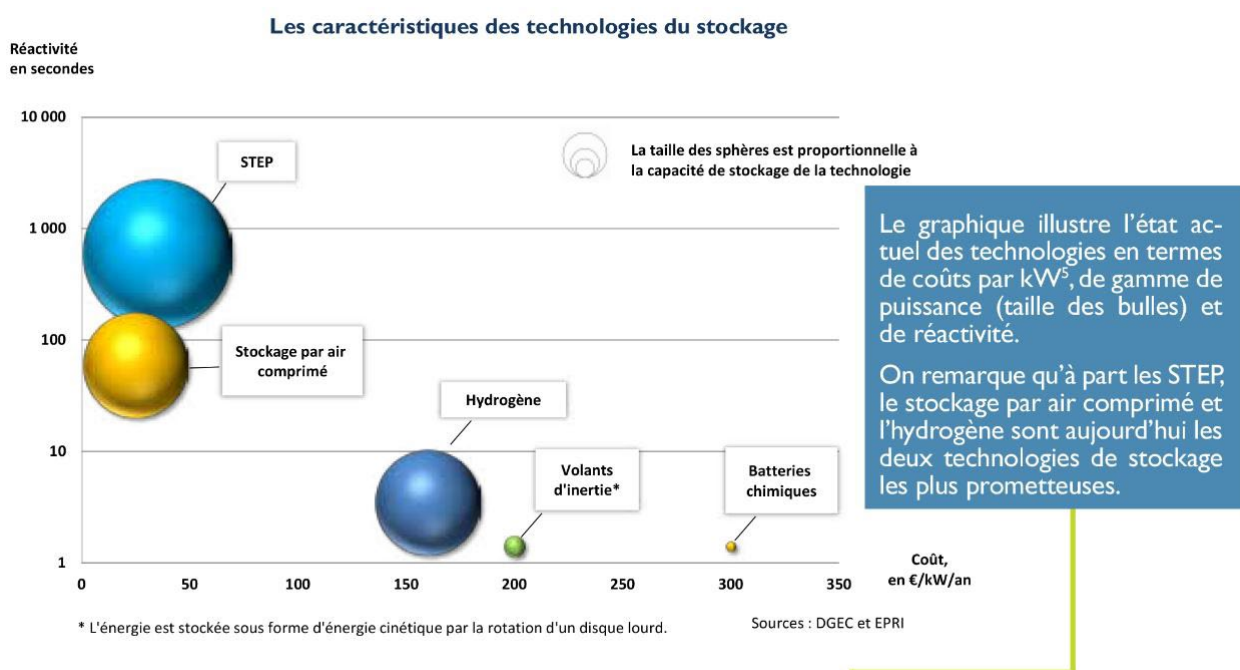 Les caractéristiques des technologies du stockage
Réactivité
en secondes
10 000
1 000
100
10
1
0
50
100
150
200
250
300
350
STEP
Stockage par air
comprimé
Hydrogène
Volants
d'inertie*
Batteries
chimiques
La taille des sphères est proportionnelle à
la capacité de stockage de la technologie
Coût,
en €/kW/an
* L'énergie est stockée sous forme d'énergie cinétique par la rotation d'un disque lourd.
Sources : DGEC et EPRI
Le graphique illustre l’état ac-
tuel des technologies en termes
de coûts par kW⁵, de gamme de
puissance (taille des bulles) et
de réactivité.
On remarque qu’à part les STEP,
le stockage par air comprimé et
l’hydrogène sont aujourd’hui les
deux technologies de stockage
les plus prometteuses.